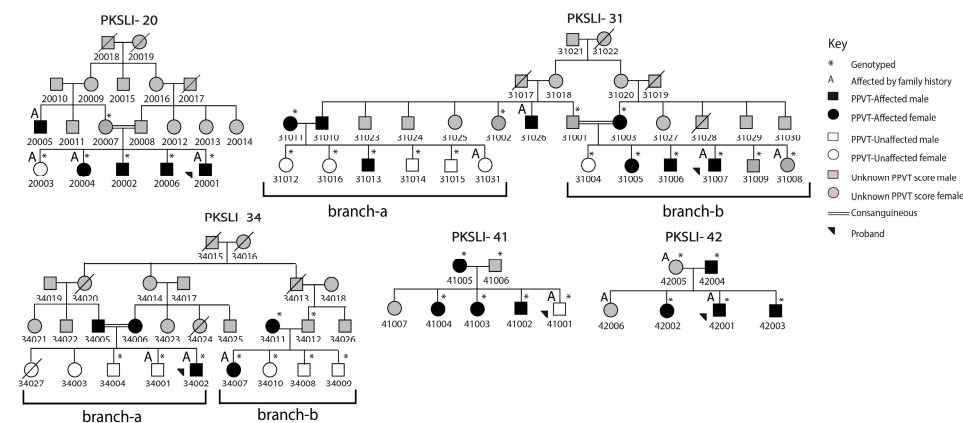 PKSLI- 20
20018 20019
20010 20009 20015 20016 20017
A *
20005 20011 20007 20008 20012 20013 20014
A * A * * * A *
20003 20004 20002 20006 20001
PKSLI- 31
31021 31022
31017 31018 31020 31019
* * A * *
31011 31010 31023 31024 31025 31002 31026 31001 31003 31027 31028 31029 31030
* * * * * A
31012 31016 31013 31014 31015 31031
* * * A * * A *
31004 31005 31006 31007 31009 31008
branch-a
branch-b
Key
* Genotyped
A Affected by family history
PPVT-Affected male
PPVT-Affected female
PPVT-Unaffected male
PPVT-Unaffected female
Unknown PPVT score male
Unknown PPVT score female
Consanguineous
Proband
PKSLI- 34
34015 34016
34019 34020 34014 34017 34013 34018
* *
34021 34022 34005 34006 34023 34024 34025 34011 34012 34026
* A * A *
34027 34003 34004 34001 34002
A * * * *
34007 34010 34008 34009
branch-a
branch-b
PKSLI- 41
* *
41005 41006
* * * A *
41007 41004 41003 41002 41001
PKSLI- 42
A * *
42005 42004
A * A * *
42006 42002 42001 42003